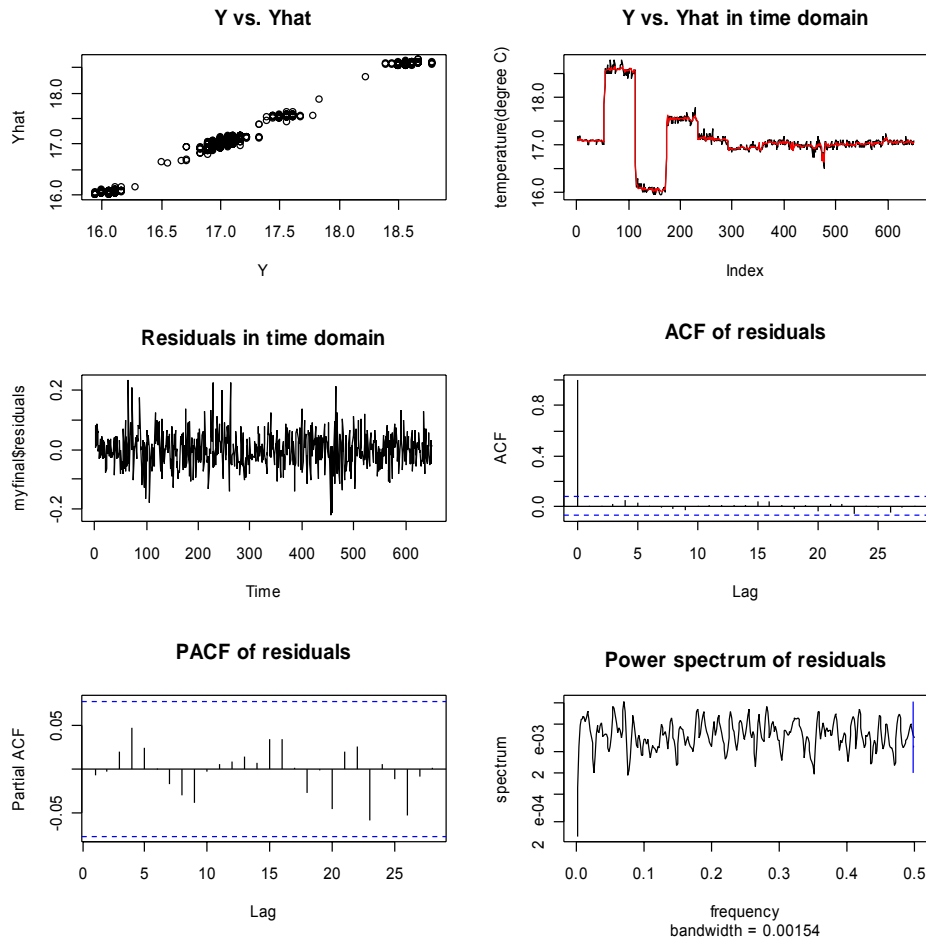 Y vs. Yhat
Yhat
16.0 17.0 18.0
16.0 16.5 17.0 17.5 18.0 18.5
Y
Y vs. Yhat in time domain
temperature(degree C)
16.0 17.0 18.0
0 100 200 300 400 500 600
Index
Residuals in time domain
myfinal$residuals
-0.2 0.0 0.2
0 100 200 300 400 500 600
Time
ACF of residuals
ACF
0.0 0.4 0.8
0 5 10 15 20 25
Lag
PACF of residuals
Partial ACF
-0.05 0.05
0 5 10 15 20 25
Lag
Power spectrum of residuals
spectrum
2 e-04 2 e-03
0.0 0.1 0.2 0.3 0.4 0.5
frequency
bandwidth = 0.00154